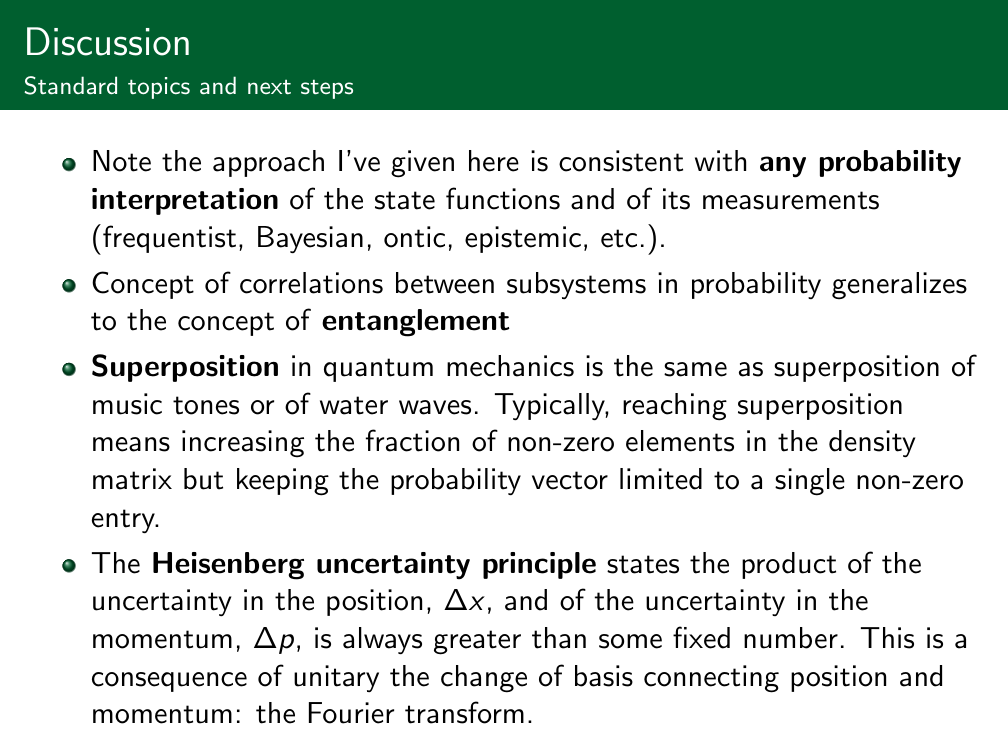 Discussion
Standard topics and next steps
Note the approach I've given here is consistent with any probability
interpretation of the state functions and of its measurements
(frequentist, Bayesian, ontic, epistemic, etc.).
Concept of correlations between subsystems in probability generalizes
to the concept of entanglement
Superposition in quantum mechanics is the same as superposition of
music tones or of water waves. Typically, reaching superposition
means increasing the fraction of non-zero elements in the density
matrix but keeping the probability vector limited to a single non-zero
entry.
The Heisenberg uncertainty principle states the product of the
uncertainty in the position, Δx, and of the uncertainty in the
momentum, Δp, is always greater than some fixed number. This is a
consequence of unitary the change of basis connecting position and
momentum: the Fourier transform.